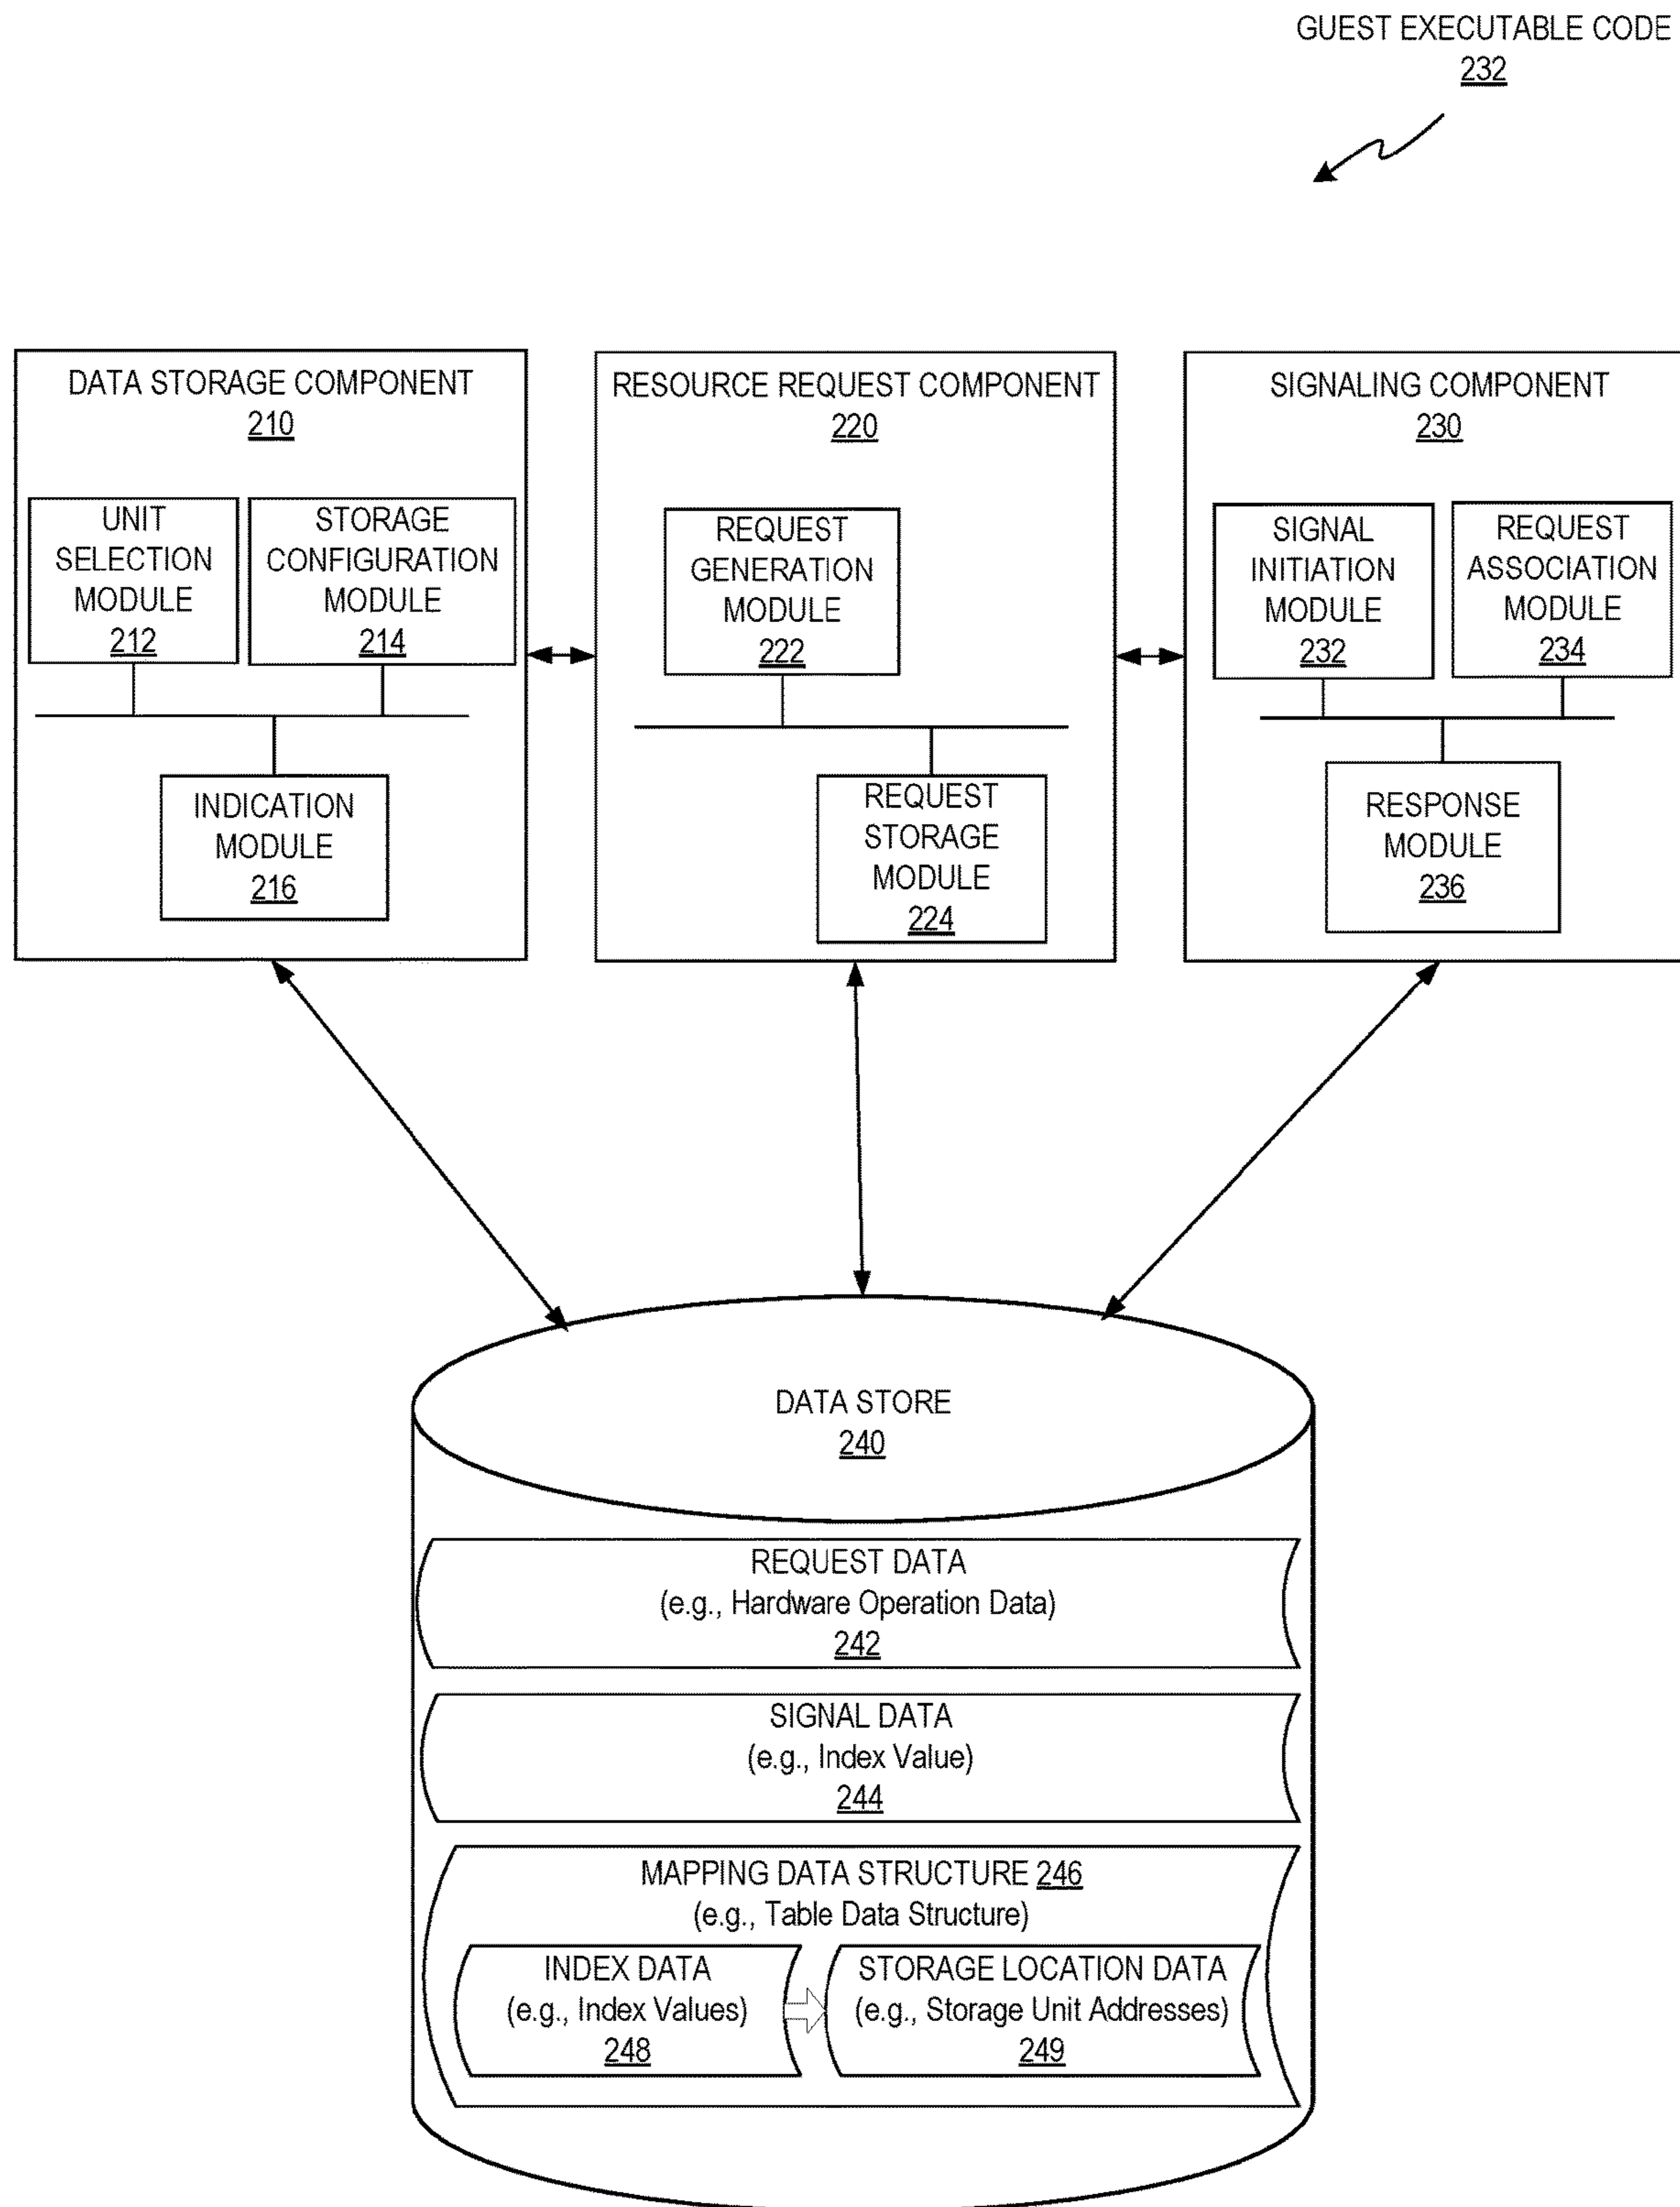 GUEST EXECUTABLE CODE
232
DATA STORAGE COMPONENT
210
UNIT
SELECTION
MODULE
212
STORAGE
CONFIGURATION
MODULE
214
INDICATION
MODULE
216
RESOURCE REQUEST COMPONENT
220
REQUEST
GENERATION
MODULE
222
REQUEST
STORAGE
MODULE
224
SIGNALING COMPONENT
230
SIGNAL
INITIATION
MODULE
232
REQUEST
ASSOCIATION
MODULE
234
RESPONSE
MODULE
236
DATA STORE
240
REQUEST DATA
(e.g., Hardware Operation Data)
242
SIGNAL DATA
(e.g., Index Value)
244
MAPPING DATA STRUCTURE 246
(e.g., Table Data Structure)
INDEX DATA
(e.g., Index Values)
248
STORAGE LOCATION DATA
(e.g., Storage Unit Addresses)
249